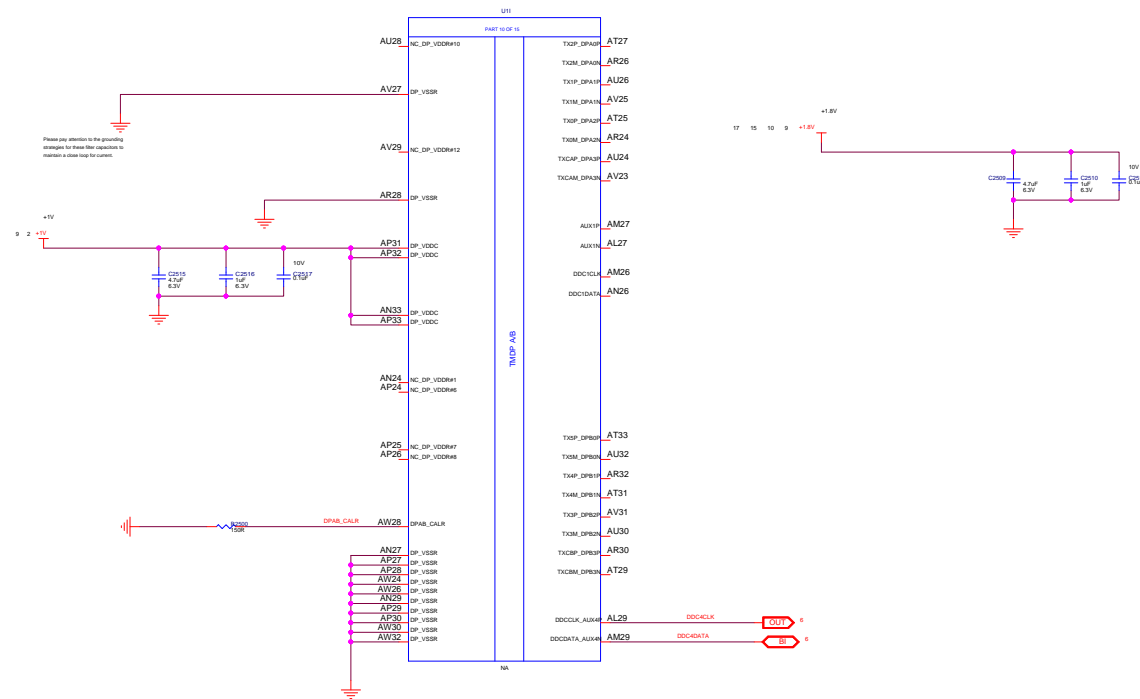 U1I
PART 10 OF 15
AU28 NC_DP_VDDR#10
AV27 DP_VSSR
Please pay attention to the grounding
strategies for these filter capacitors to
maintain a close loop for current.
AV29 NC_DP_VDDR#12
AR28 DP_VSSR
+1V
9 2 +1V
AP31 DP_VDDC
AP32 DP_VDDC
C2515
4.7uF
6.3V
C2516
1uF
6.3V
10V
C2517
0.1uF
AN33 DP_VDDC
AP33 DP_VDDC
AN24 NC_DP_VDDR#1
AP24 NC_DP_VDDR#6
AP25 NC_DP_VDDR#7
AP26 NC_DP_VDDR#8
R2500
150R
DPAB_CALR AW28 DPAB_CALR
AN27 DP_VSSR
AP27 DP_VSSR
AP28 DP_VSSR
AW24 DP_VSSR
AW26 DP_VSSR
AN29 DP_VSSR
AP29 DP_VSSR
AP30 DP_VSSR
AW30 DP_VSSR
AW32 DP_VSSR
TMDP A/B
NA
TX2P_DPA0P AT27
TX2M_DPA0N AR26
TX1P_DPA1P AU26
TX1M_DPA1N AV25
TX0P_DPA2P AT25
TX0M_DPA2N AR24
TXCAP_DPA3P AU24
TXCAM_DPA3N AV23
AUX1P AM27
AUX1N AL27
DDC1CLK AM26
DDC1DATA AN26
TX5P_DPB0P AT33
TX5M_DPB0N AU32
TX4P_DPB1P AR32
TX4M_DPB1N AT31
TX3P_DPB2P AV31
TX3M_DPB2N AU30
TXCBP_DPB3P AR30
TXCBM_DPB3N AT29
DDCCLK_AUX4P AL29 DDC4CLK OUT 6
DDCDATA_AUX4N AM29 DDC4DATA BI 6
+1.8V
17 15 10 9 +1.8V
C2509
4.7uF
6.3V
C2510
1uF
6.3V
10V